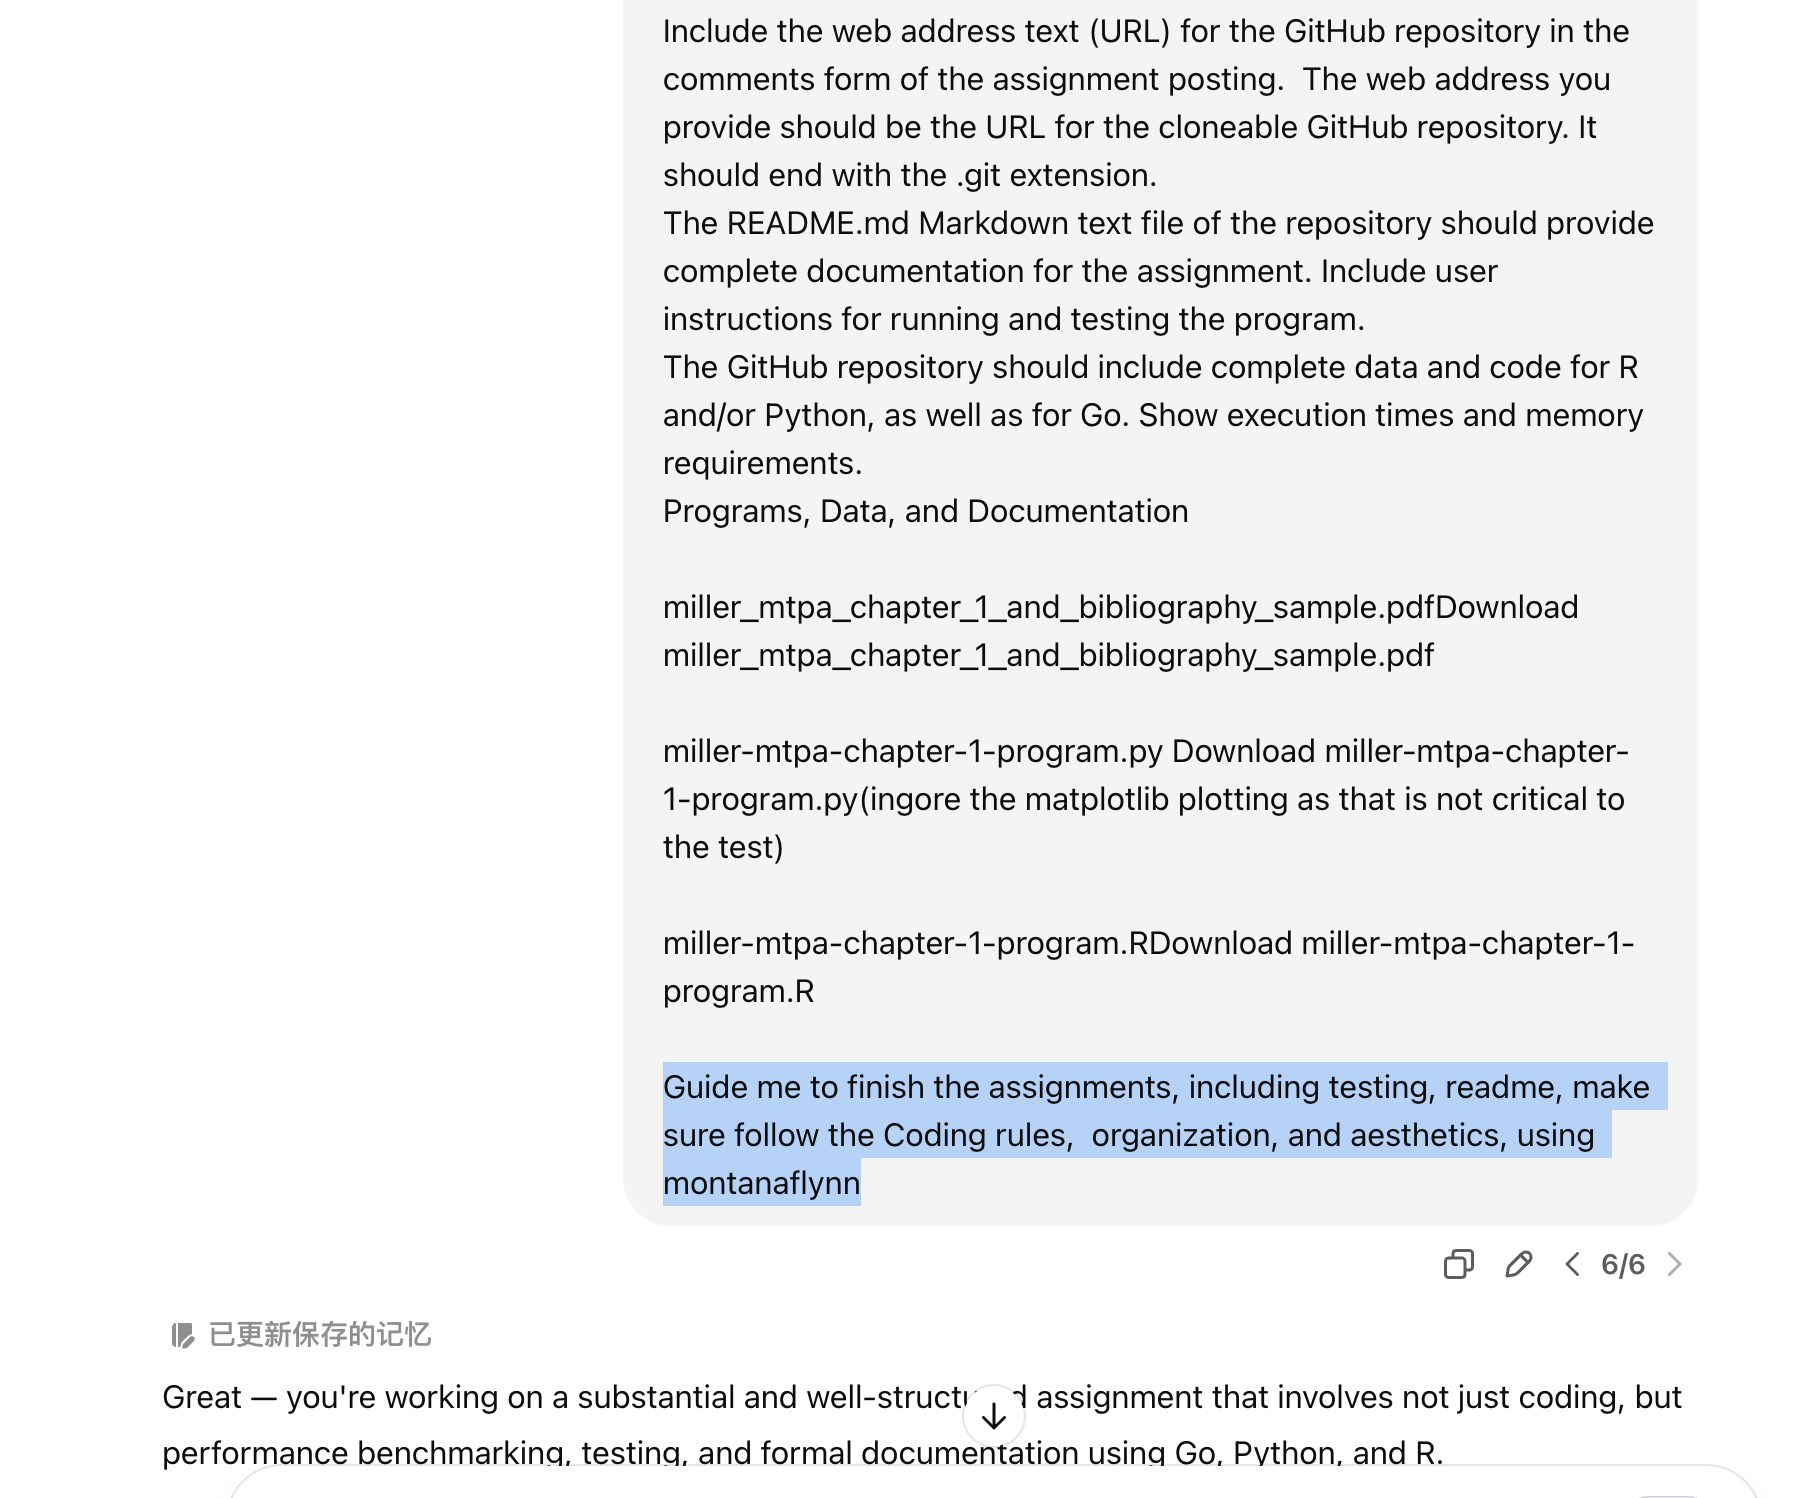 Include the web address text (URL) for the GitHub repository in the
comments form of the assignment posting.  The web address you
provide should be the URL for the cloneable GitHub repository. It
should end with the .git extension.
The README.md Markdown text file of the repository should provide
complete documentation for the assignment. Include user
instructions for running and testing the program.
The GitHub repository should include complete data and code for R
and/or Python, as well as for Go. Show execution times and memory
requirements.
Programs, Data, and Documentation
miller_mtpa_chapter_1_and_bibliography_sample.pdfDownload
miller_mtpa_chapter_1_and_bibliography_sample.pdf
miller-mtpa-chapter-1-program.py Download miller-mtpa-chapter-
1-program.py(ingore the matplotlib plotting as that is not critical to
the test)
miller-mtpa-chapter-1-program.RDownload miller-mtpa-chapter-1-
program.R
Guide me to finish the assignments, including testing, readme, make
sure follow the Coding rules,  organization, and aesthetics, using
montanaflynn
6/6
已更新保存的记忆
Great — you're working on a substantial and well-structured assignment that involves not just coding, but
performance benchmarking, testing, and formal documentation using Go, Python, and R.